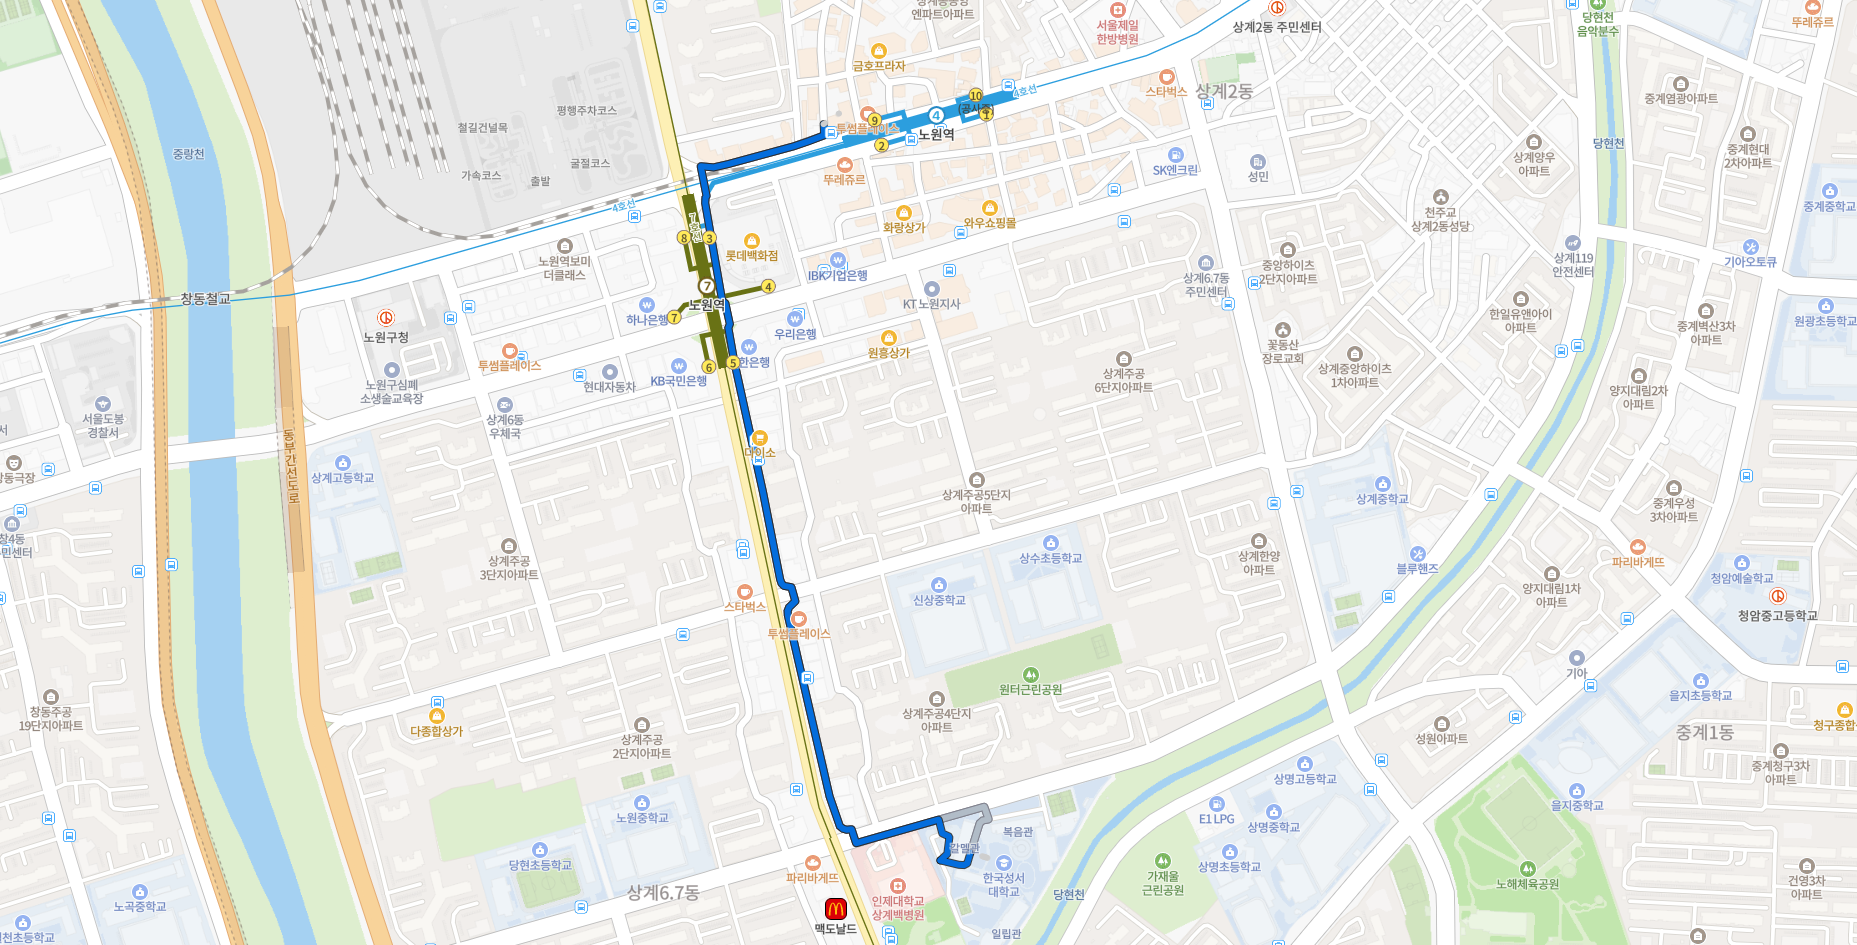 엔파트아파트
서울제일
한방병원
상계2동 주민센터
당현천
음악분수
뚜레쥬르
금호프라자
평행주차코스
철길건널목
굴절코스
가속코스
출발
중랑천
스타벅스
상계2동
중계염광아파트
10
4호선
공사중
1
4
9
투썸플레이스
노원역
2
뚜레쥬르
SK엔크린
성민
상계양우
아파트
당현천
중계현대
2차아파트
중계중학교
4호선
7호선
8
3
화랑상가
와우쇼핑몰
천주교
상계2동성당
노원역보미
더클래스
롯데백화점
IBK기업은행
중앙하이츠
2단지아파트
상계6.7동
주민센터
상계119
안전센터
기아오토큐
창동철교
7
노원역
4
하나은행
7
KT 노원지사
우리은행
한일유앤아이
아파트
중계벽산3차
아파트
원광초등학교
노원구청
투썸플레이스
원흥상가
꽃동산
장로교회
한은행
5
6
KB국민은행
현대자동차
노원구심폐
소생술교육장
상계주공
6단지아파트
상계중앙하이츠
1차아파트
양지대림2차
아파트
서울도봉
경찰서
서
상계6동
우체국
동부간선도로
상계고등학교
다이소
상계주공5단지
아파트
상계중학교
중계우성
3차아파트
창동극장
창4동
민센터
상계주공
3단지아파트
상수초등학교
신상중학교
상계한양
아파트
블루핸즈
파리바게뜨
청암예술학교
양지대림1차
아파트
청암중고등학교
스타벅스
투썸플레이스
원터근린공원
기아
을지초등학교
창동주공
19단지아파트
다종합상가
상계주공
2단지아파트
상계주공4단지
아파트
성원아파트
중계1동
청구종합
중계청구3차
아파트
상명고등학교
을지중학교
노원중학교
E1 LPG
상명중학교
복음관
갈멜관
당현초등학교
파리바게뜨
한국성서
대학교
상명초등학교
가재울
근린공원
노해체육공원
건영3차
아파트
노곡중학교
상계6.7동
인제대학교
상계백병원
당현천
맥도날드
일립관
천초등학교